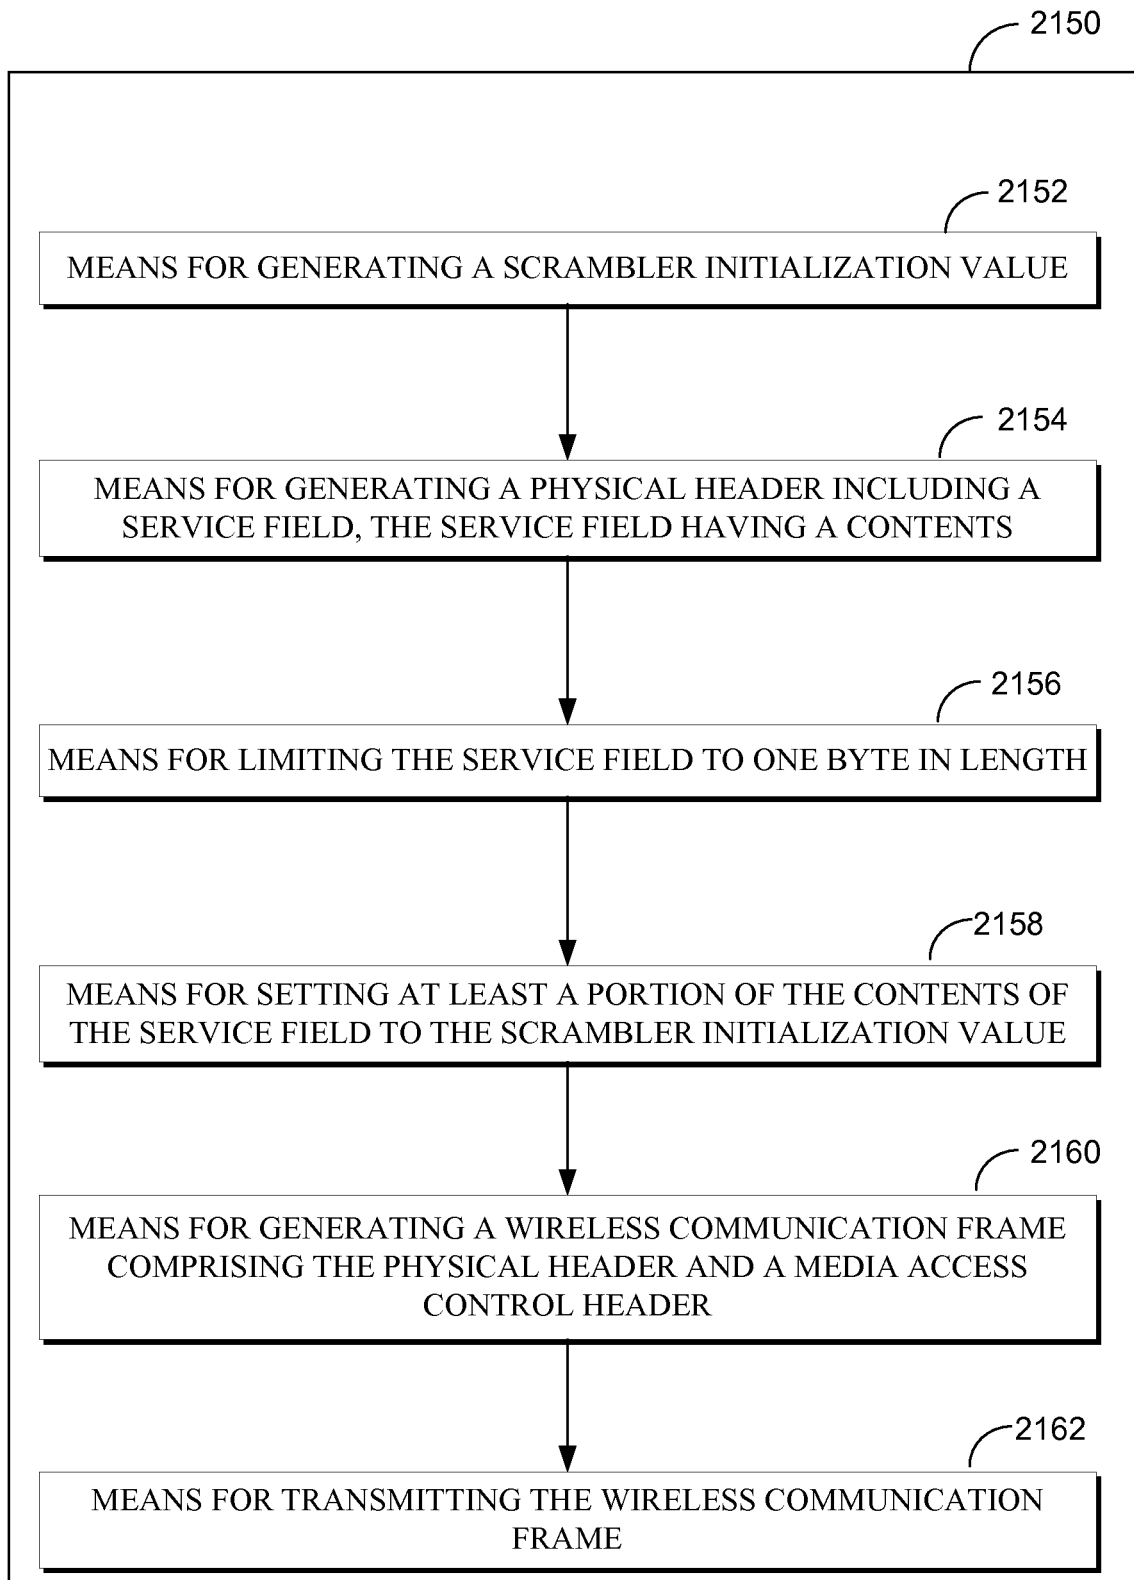 2150
2152
MEANS FOR GENERATING A SCRAMBLER INITIALIZATION VALUE
2154
MEANS FOR GENERATING A PHYSICAL HEADER INCLUDING A
SERVICE FIELD, THE SERVICE FIELD HAVING A CONTENTS
2156
MEANS FOR LIMITING THE SERVICE FIELD TO ONE BYTE IN LENGTH
2158
MEANS FOR SETTING AT LEAST A PORTION OF THE CONTENTS OF
THE SERVICE FIELD TO THE SCRAMBLER INITIALIZATION VALUE
2160
MEANS FOR GENERATING A WIRELESS COMMUNICATION FRAME
COMPRISING THE PHYSICAL HEADER AND A MEDIA ACCESS
CONTROL HEADER
2162
MEANS FOR TRANSMITTING THE WIRELESS COMMUNICATION
FRAME